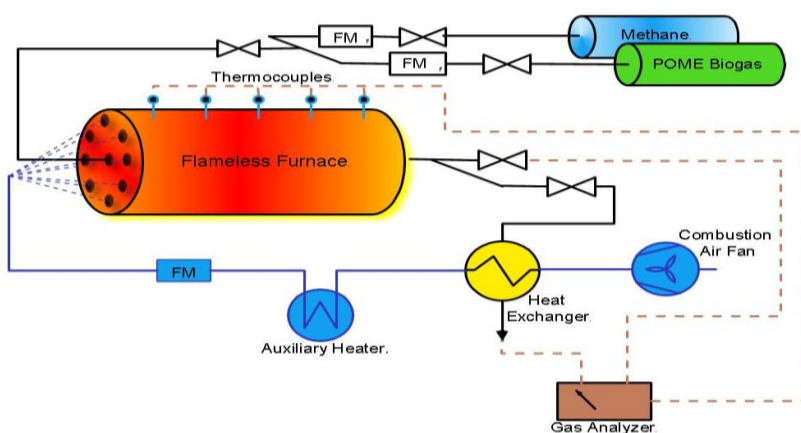 Methane.
FM
FM
POME Biogas
Thermocouples.
Flameless Furnace.
Combustion
Air Fan
FM
Heat
Exchanger.
Auxiliary Heater.
Gas Analyzer.